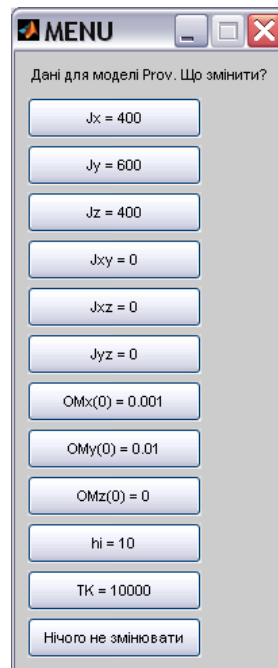 MENU
Дані для моделі Prov. Що змінити?
Jx = 400
Jy = 600
Jz = 400
Jxy = 0
Jxz = 0
Jyz = 0
OMx(0) = 0.001
OMy(0) = 0.01
OMz(0) = 0
hi = 10
TK = 10000
Нічого не змінювати